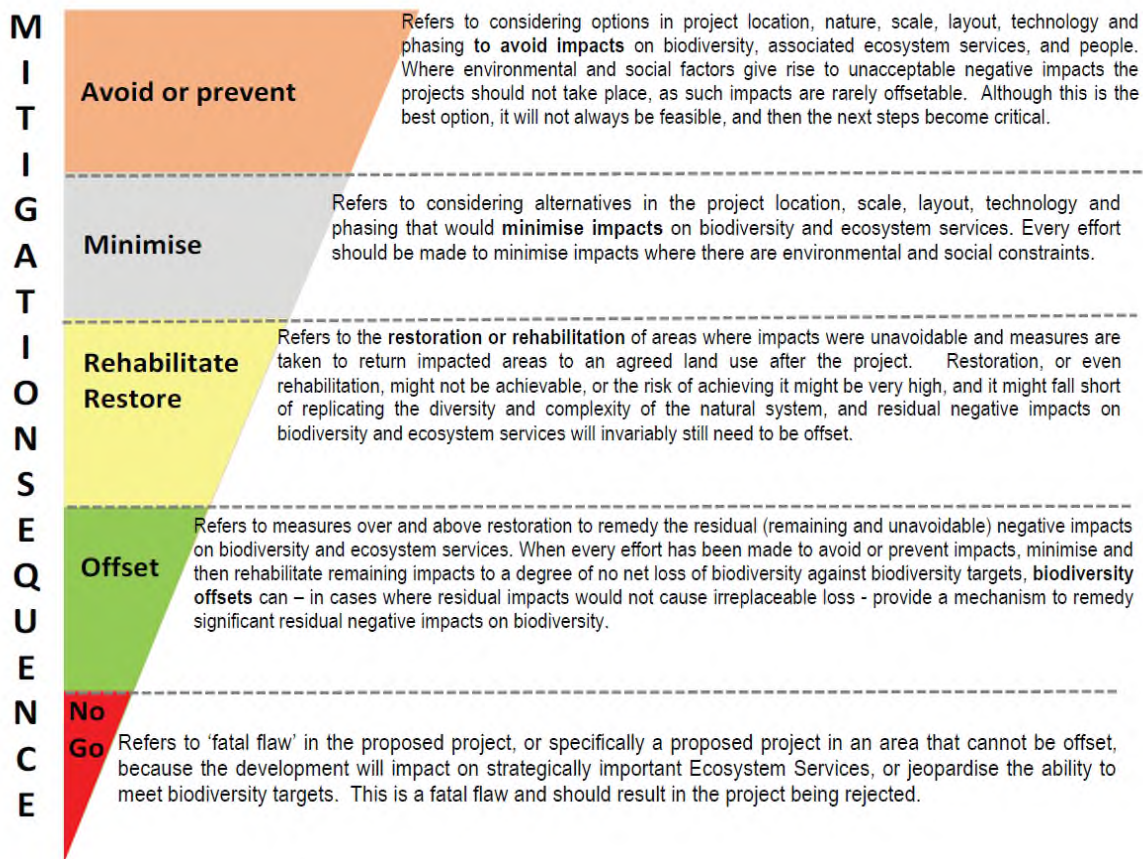 MITIGATION SEQUENCE
Avoid or prevent
Refers to considering options in project location, nature, scale, layout, technology and
phasing to avoid impacts on biodiversity, associated ecosystem services, and people.
Where environmental and social factors give rise to unacceptable negative impacts the
projects should not take place, as such impacts are rarely offsetable. Although this is the
best option, it will not always be feasible, and then the next steps become critical.
Minimise
Refers to considering alternatives in the project location, scale, layout, technology and
phasing that would minimise impacts on biodiversity and ecosystem services. Every effort
should be made to minimise impacts where there are environmental and social constraints.
Rehabilitate
Restore
Refers to the restoration or rehabilitation of areas where impacts were unavoidable and measures are
taken to return impacted areas to an agreed land use after the project. Restoration, or even
rehabilitation, might not be achievable, or the risk of achieving it might be very high, and it might fall short
of replicating the diversity and complexity of the natural system, and residual negative impacts on
biodiversity and ecosystem services will invariably still need to be offset.
Offset
Refers to measures over and above restoration to remedy the residual (remaining and unavoidable) negative impacts
on biodiversity and ecosystem services. When every effort has been made to avoid or prevent impacts, minimise and
then rehabilitate remaining impacts to a degree of no net loss of biodiversity against biodiversity targets, biodiversity
offsets can – in cases where residual impacts would not cause irreplaceable loss - provide a mechanism to remedy
significant residual negative impacts on biodiversity.
No
Go
Refers to ‘fatal flaw’ in the proposed project, or specifically a proposed project in an area that cannot be offset,
because the development will impact on strategically important Ecosystem Services, or jeopardise the ability to
meet biodiversity targets. This is a fatal flaw and should result in the project being rejected.